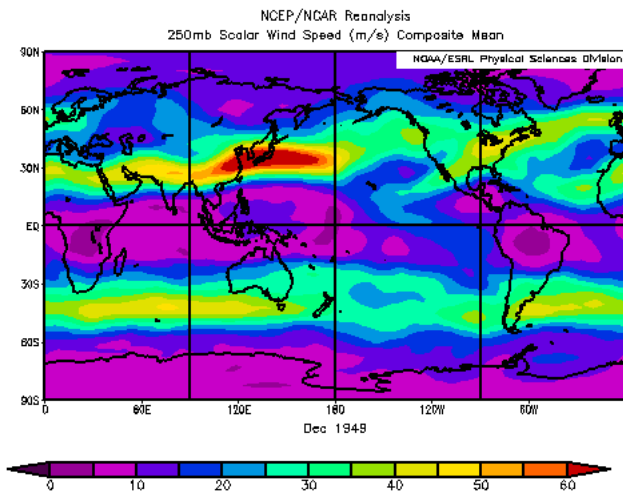 NCEP/NCAR Reanalysis
250mb Scalar Wind Speed (m/s) Composite Mean
NOAA/ESRL Physical Sciences Division
90N
60N
30N
EQ
30S
60S
90S
0 60E 120E 180 120W 60W
Dec 1949
0 10 20 30 40 50 60